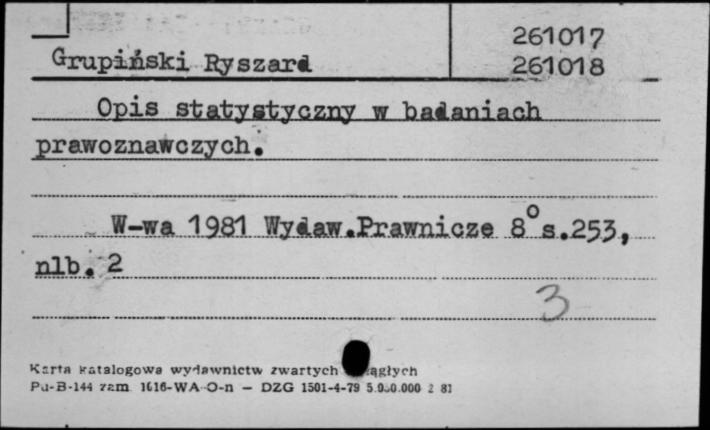 261017
Grupiński Ryszard 261018
Opis statystyczny w badaniach
prawoznawczych.
W-wa 1981 Wydaw.Prawnicze 8° s.253,
nlb. 2
3
Karta katalogowa wydawnictw zwartych ciągłych
Pu-B-144 zam. 1616-WA-O-n — DZG 1501-4-79 5.000.000 2 81